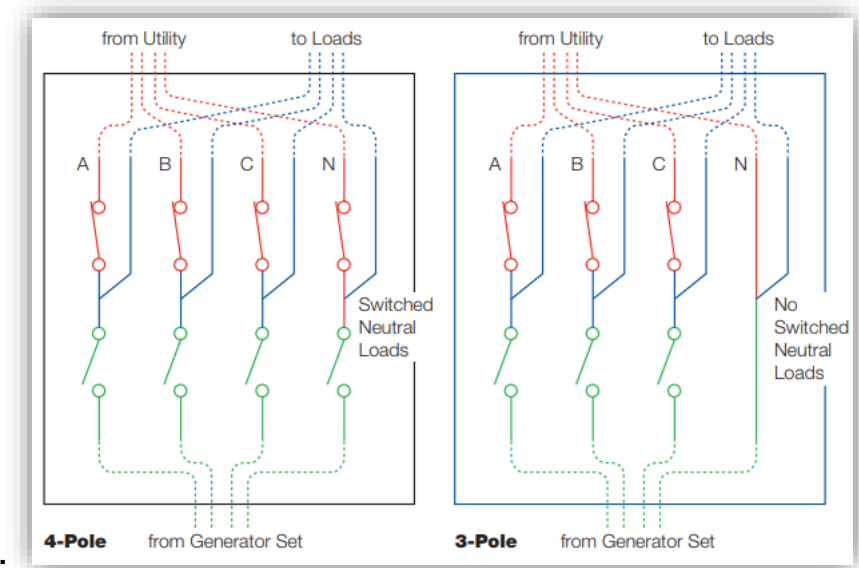 from Utility
to Loads
A
B
C
N
Switched
Neutral
Loads
4-Pole
from Generator Set
from Utility
to Loads
A
B
C
N
No
Switched
Neutral
Loads
3-Pole
from Generator Set
.